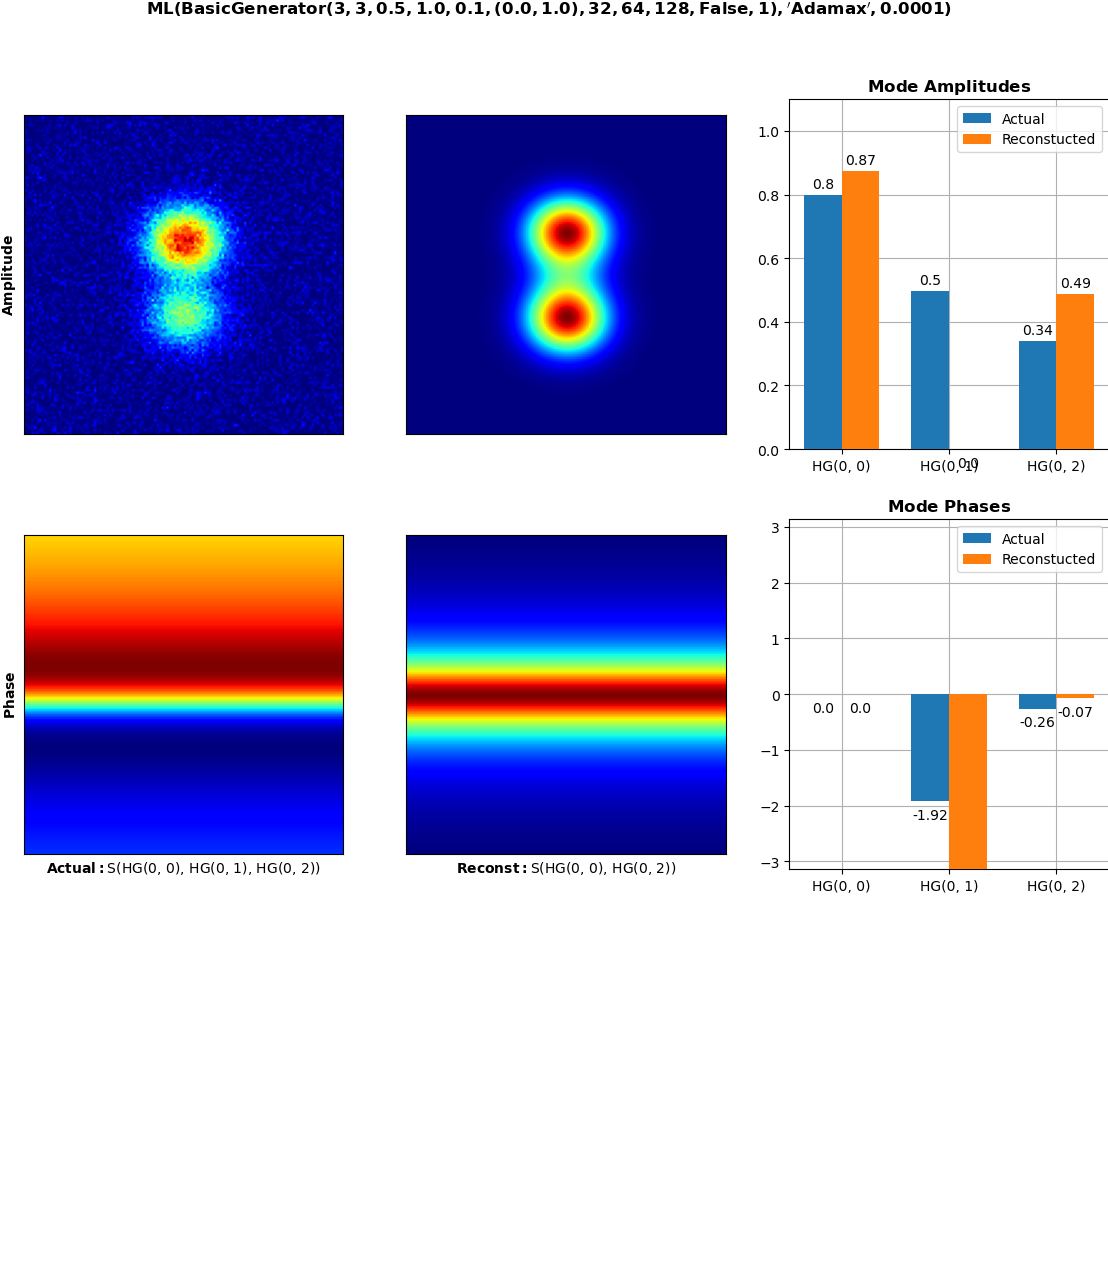 ML(BasicGenerator(3, 3, 0.5, 1.0, 0.1, (0.0, 1.0), 32, 64, 128, False, 1), ′Adamax′, 0.0001)
Amplitude
Mode Amplitudes
Actual
Reconstucted
1.0
0.8
0.6
0.4
0.2
0.0
0.8
0.87
0.5
0.0
0.34
0.49
HG(0, 0)
HG(0, 1)
HG(0, 2)
Phase
Actual: S(HG(0, 0), HG(0, 1), HG(0, 2))
Reconst: S(HG(0, 0), HG(0, 2))
Mode Phases
Actual
Reconstucted
3
2
1
0
−1
−2
−3
0.0
0.0
-1.92
-0.26
-0.07
HG(0, 0)
HG(0, 1)
HG(0, 2)